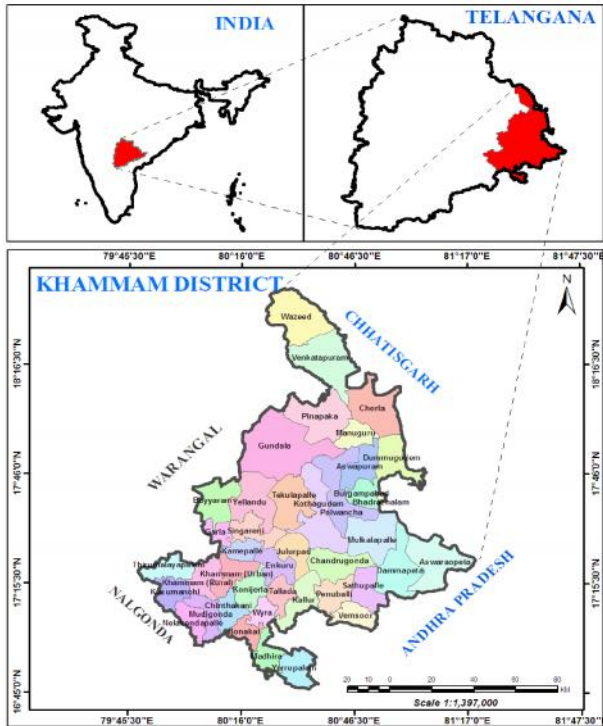 INDIA
TELANGANA
79°45'30"E 80°16'0"E 80°46'30"E 81°17'0"E 81°47'30"E
KHAMMAM DISTRICT
N
CHHATISGARH
WARANGAL
NALGONDA
ANDHRA PRADESH
18°16'30"N
17°46'0"N
17°15'30"N
16°45'0"N
18°16'30"N
17°46'0"N
17°15'30"N
16°45'0"N
Wazeed
Venkatapuram
Cherla
Pinapaka
Manuguru
Gundala
Dummugudem
Aswapuram
Burgampahad
Bhadrachalam
Bayyaram
Yellandu
Tekulapalle
Kothagudem
Palwancha
Garla
Singareni
Mulkalapalle
Kamepalle
Julurpad
Chandrugonda
Aswaraopeta
Dammapeta
Thirumalayapalem
Khammam (Urban)
Enkuru
Khammam (Rural)
Konijerla
Tallada
Sathupalle
Kusumanchi
Kallur
Penuballi
Chinthakani
Wyra
Vemsoor
Mudigonda
Nelakondapalle
Bonakal
Madhira
Yerrupalem
20 10 0 20 40 60 80
KM
Scale 1:1,397,000
79°45'30"E 80°16'0"E 80°46'30"E 81°17'0"E 81°47'30"E